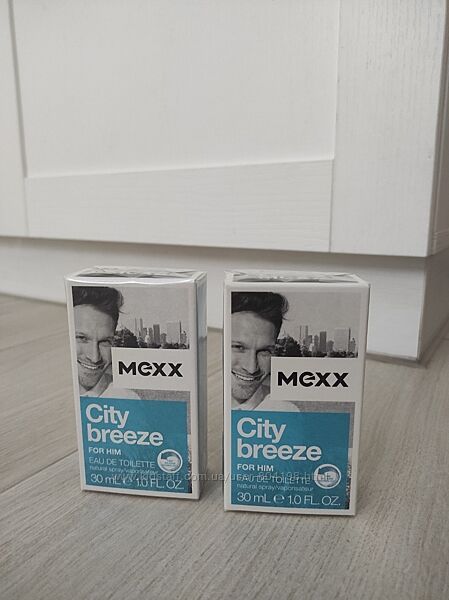 MEXX
City
breeze
FOR HIM
EAU DE TOILETTE
natural spray/vaporisateur
30 mL ℮ 1.0 FL. OZ.
MEXX
City
breeze
FOR HIM
EAU DE TOILETTE
natural spray/vaporisateur
30 mL ℮ 1.0 FL. OZ.